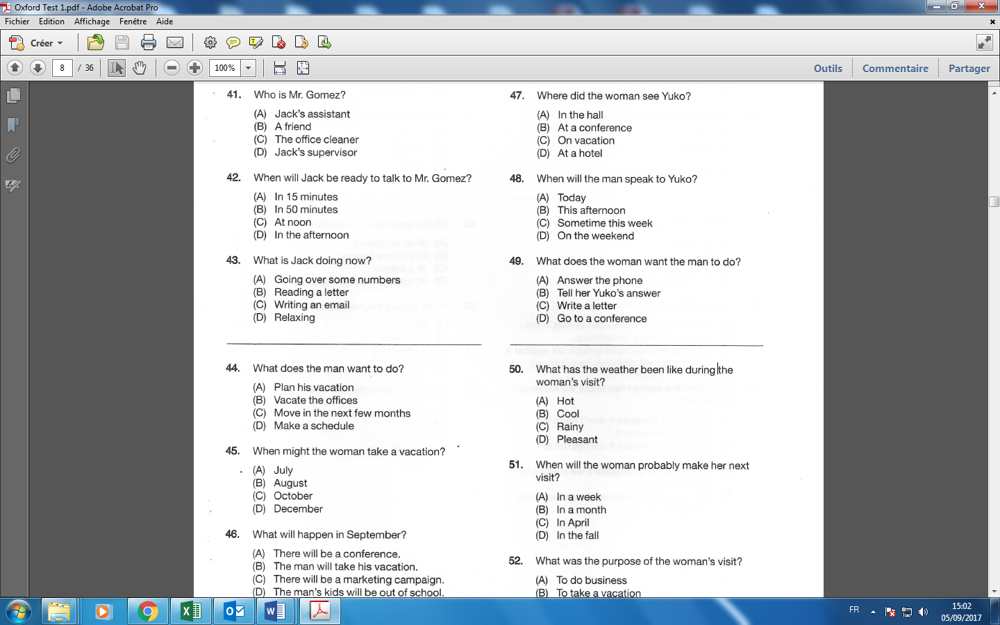 Oxford Test 1.pdf - Adobe Acrobat Pro
Fichier Edition Affichage Fenêtre Aide
Créer
8 / 36 100% Outils Commentaire Partager
41. Who is Mr. Gomez?
(A) Jack's assistant
(B) A friend
(C) The office cleaner
(D) Jack's supervisor
42. When will Jack be ready to talk to Mr. Gomez?
(A) In 15 minutes
(B) In 50 minutes
(C) At noon
(D) In the afternoon
43. What is Jack doing now?
(A) Going over some numbers
(B) Reading a letter
(C) Writing an email
(D) Relaxing
44. What does the man want to do?
(A) Plan his vacation
(B) Vacate the offices
(C) Move in the next few months
(D) Make a schedule
45. When might the woman take a vacation?
(A) July
(B) August
(C) October
(D) December
46. What will happen in September?
(A) There will be a conference.
(B) The man will take his vacation.
(C) There will be a marketing campaign.
(D) The man's kids will be out of school.
47. Where did the woman see Yuko?
(A) In the hall
(B) At a conference
(C) On vacation
(D) At a hotel
48. When will the man speak to Yuko?
(A) Today
(B) This afternoon
(C) Sometime this week
(D) On the weekend
49. What does the woman want the man to do?
(A) Answer the phone
(B) Tell her Yuko's answer
(C) Write a letter
(D) Go to a conference
50. What has the weather been like during the
woman's visit?
(A) Hot
(B) Cool
(C) Rainy
(D) Pleasant
51. When will the woman probably make her next
visit?
(A) In a week
(B) In a month
(C) In April
(D) In the fall
52. What was the purpose of the woman's visit?
(A) To do business
(B) To take a vacation
FR
15:02
05/09/2017